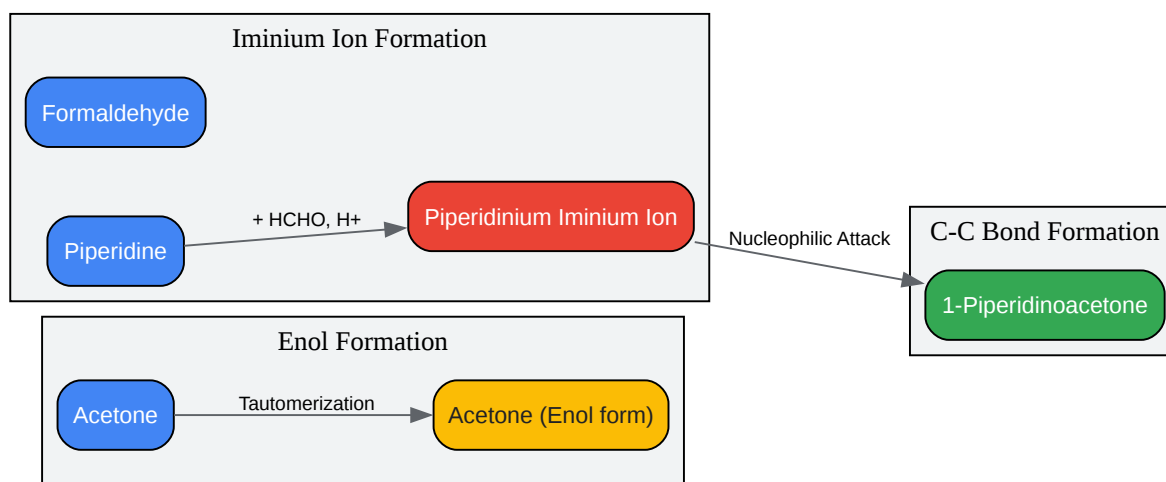 Iminium Ion Formation
Formaldehyde
Piperidine
+ HCHO, H+
Piperidinium Iminium Ion
Nucleophilic Attack
C-C Bond Formation
1-Piperidinoacetone
Enol Formation
Acetone
Tautomerization
Acetone (Enol form)